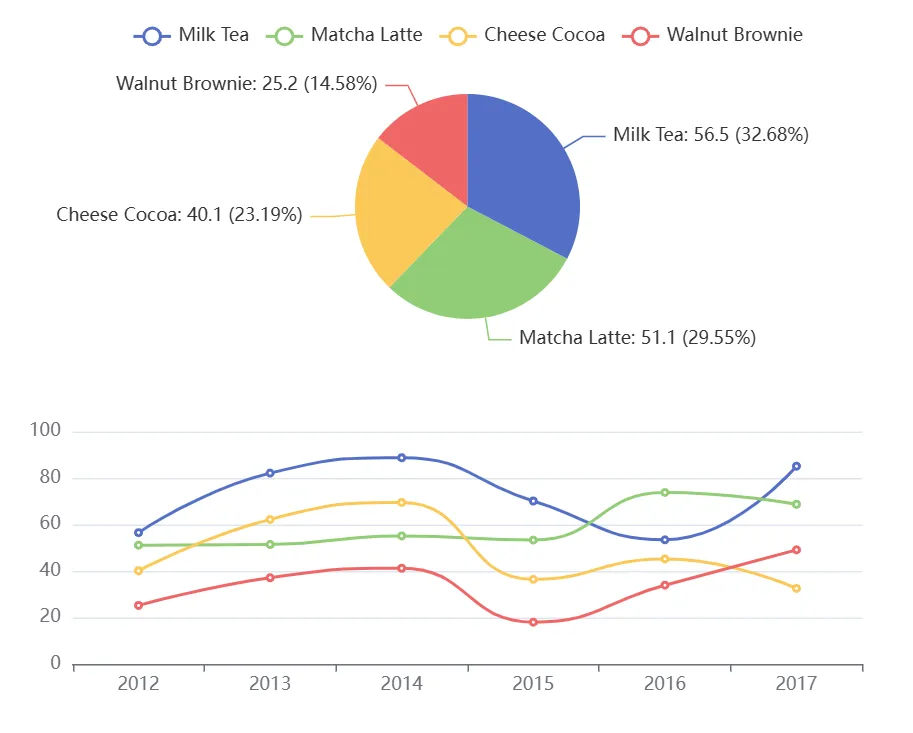 Milk Tea Matcha Latte Cheese Cocoa Walnut Brownie
Walnut Brownie: 25.2 (14.58%)
Milk Tea: 56.5 (32.68%)
Cheese Cocoa: 40.1 (23.19%)
Matcha Latte: 51.1 (29.55%)
100
80
60
40
20
0
2012 2013 2014 2015 2016 2017